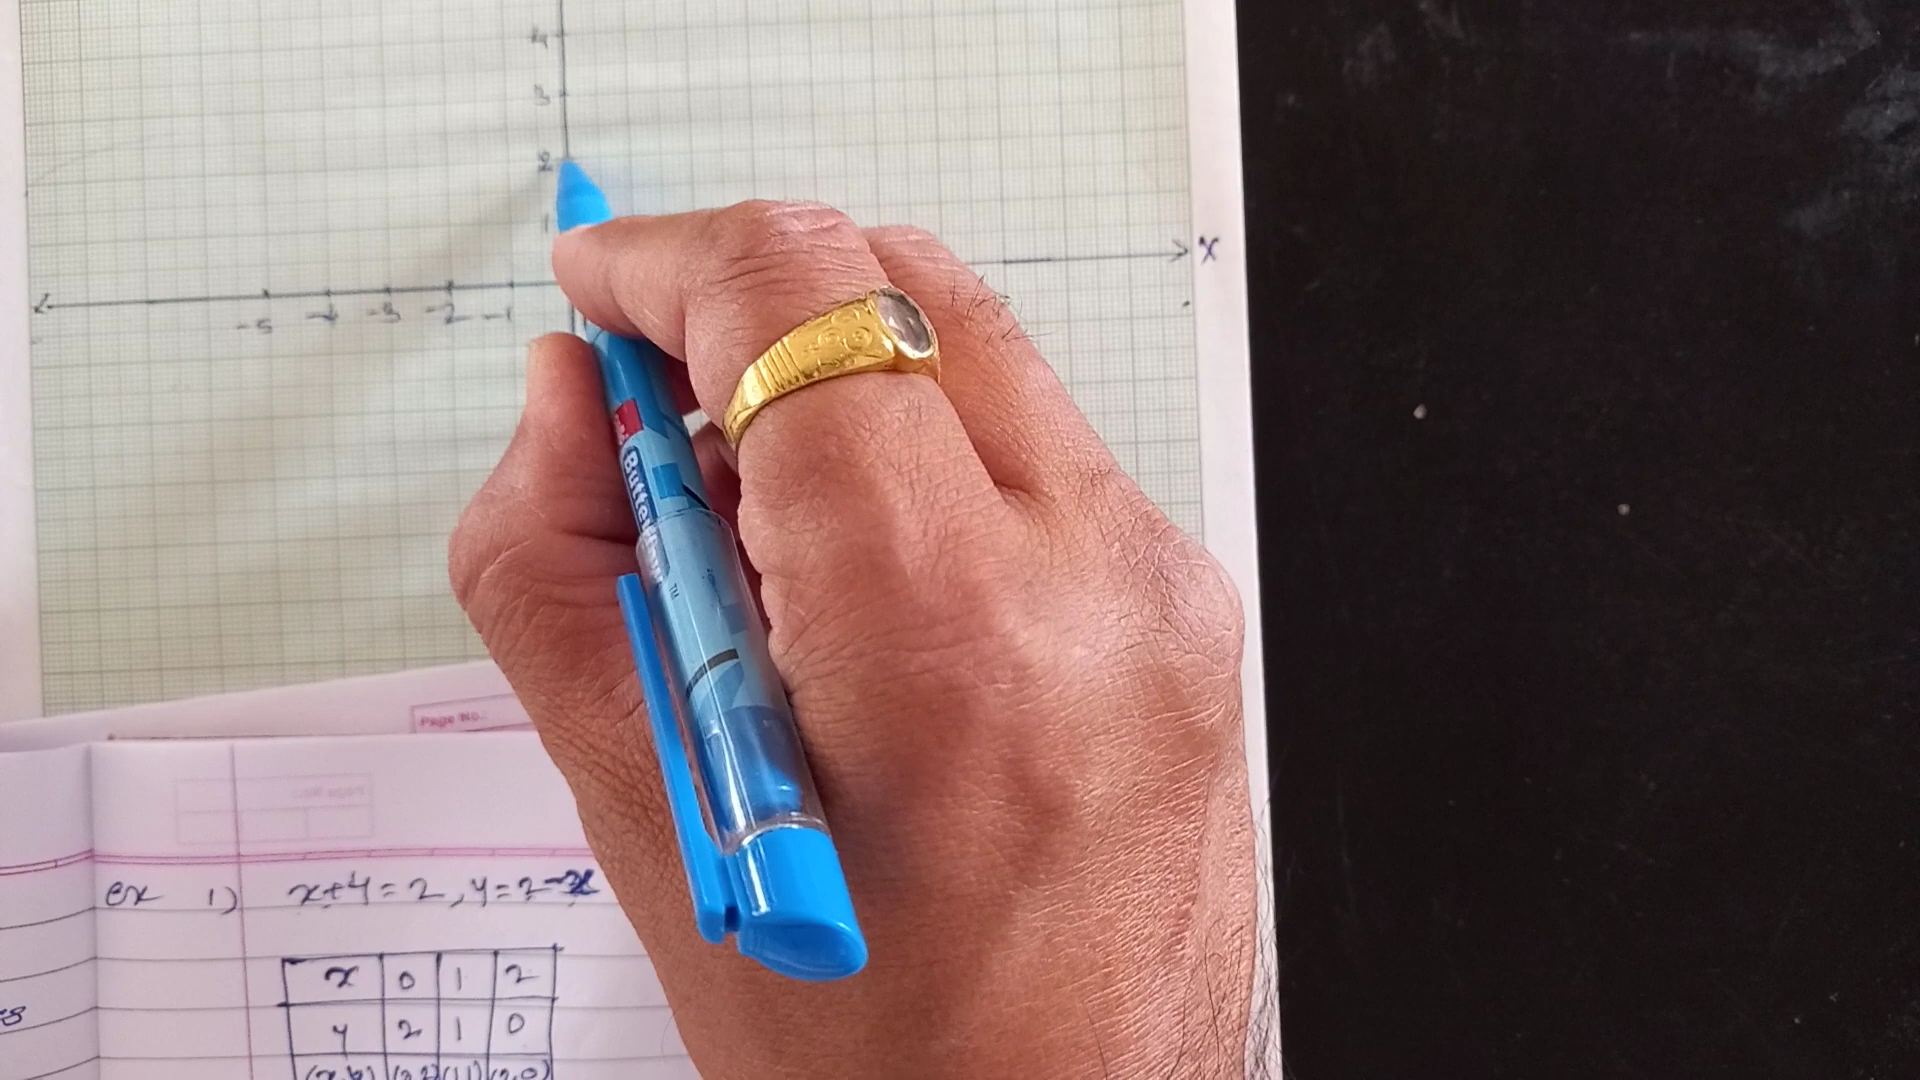 4
3
2
1
X
-5 -4 -3 -2 -1
Butterflow
TM
Page No.:
ex 1) x+y=2, y=2-x
x 0 1 2
y 2 1 0